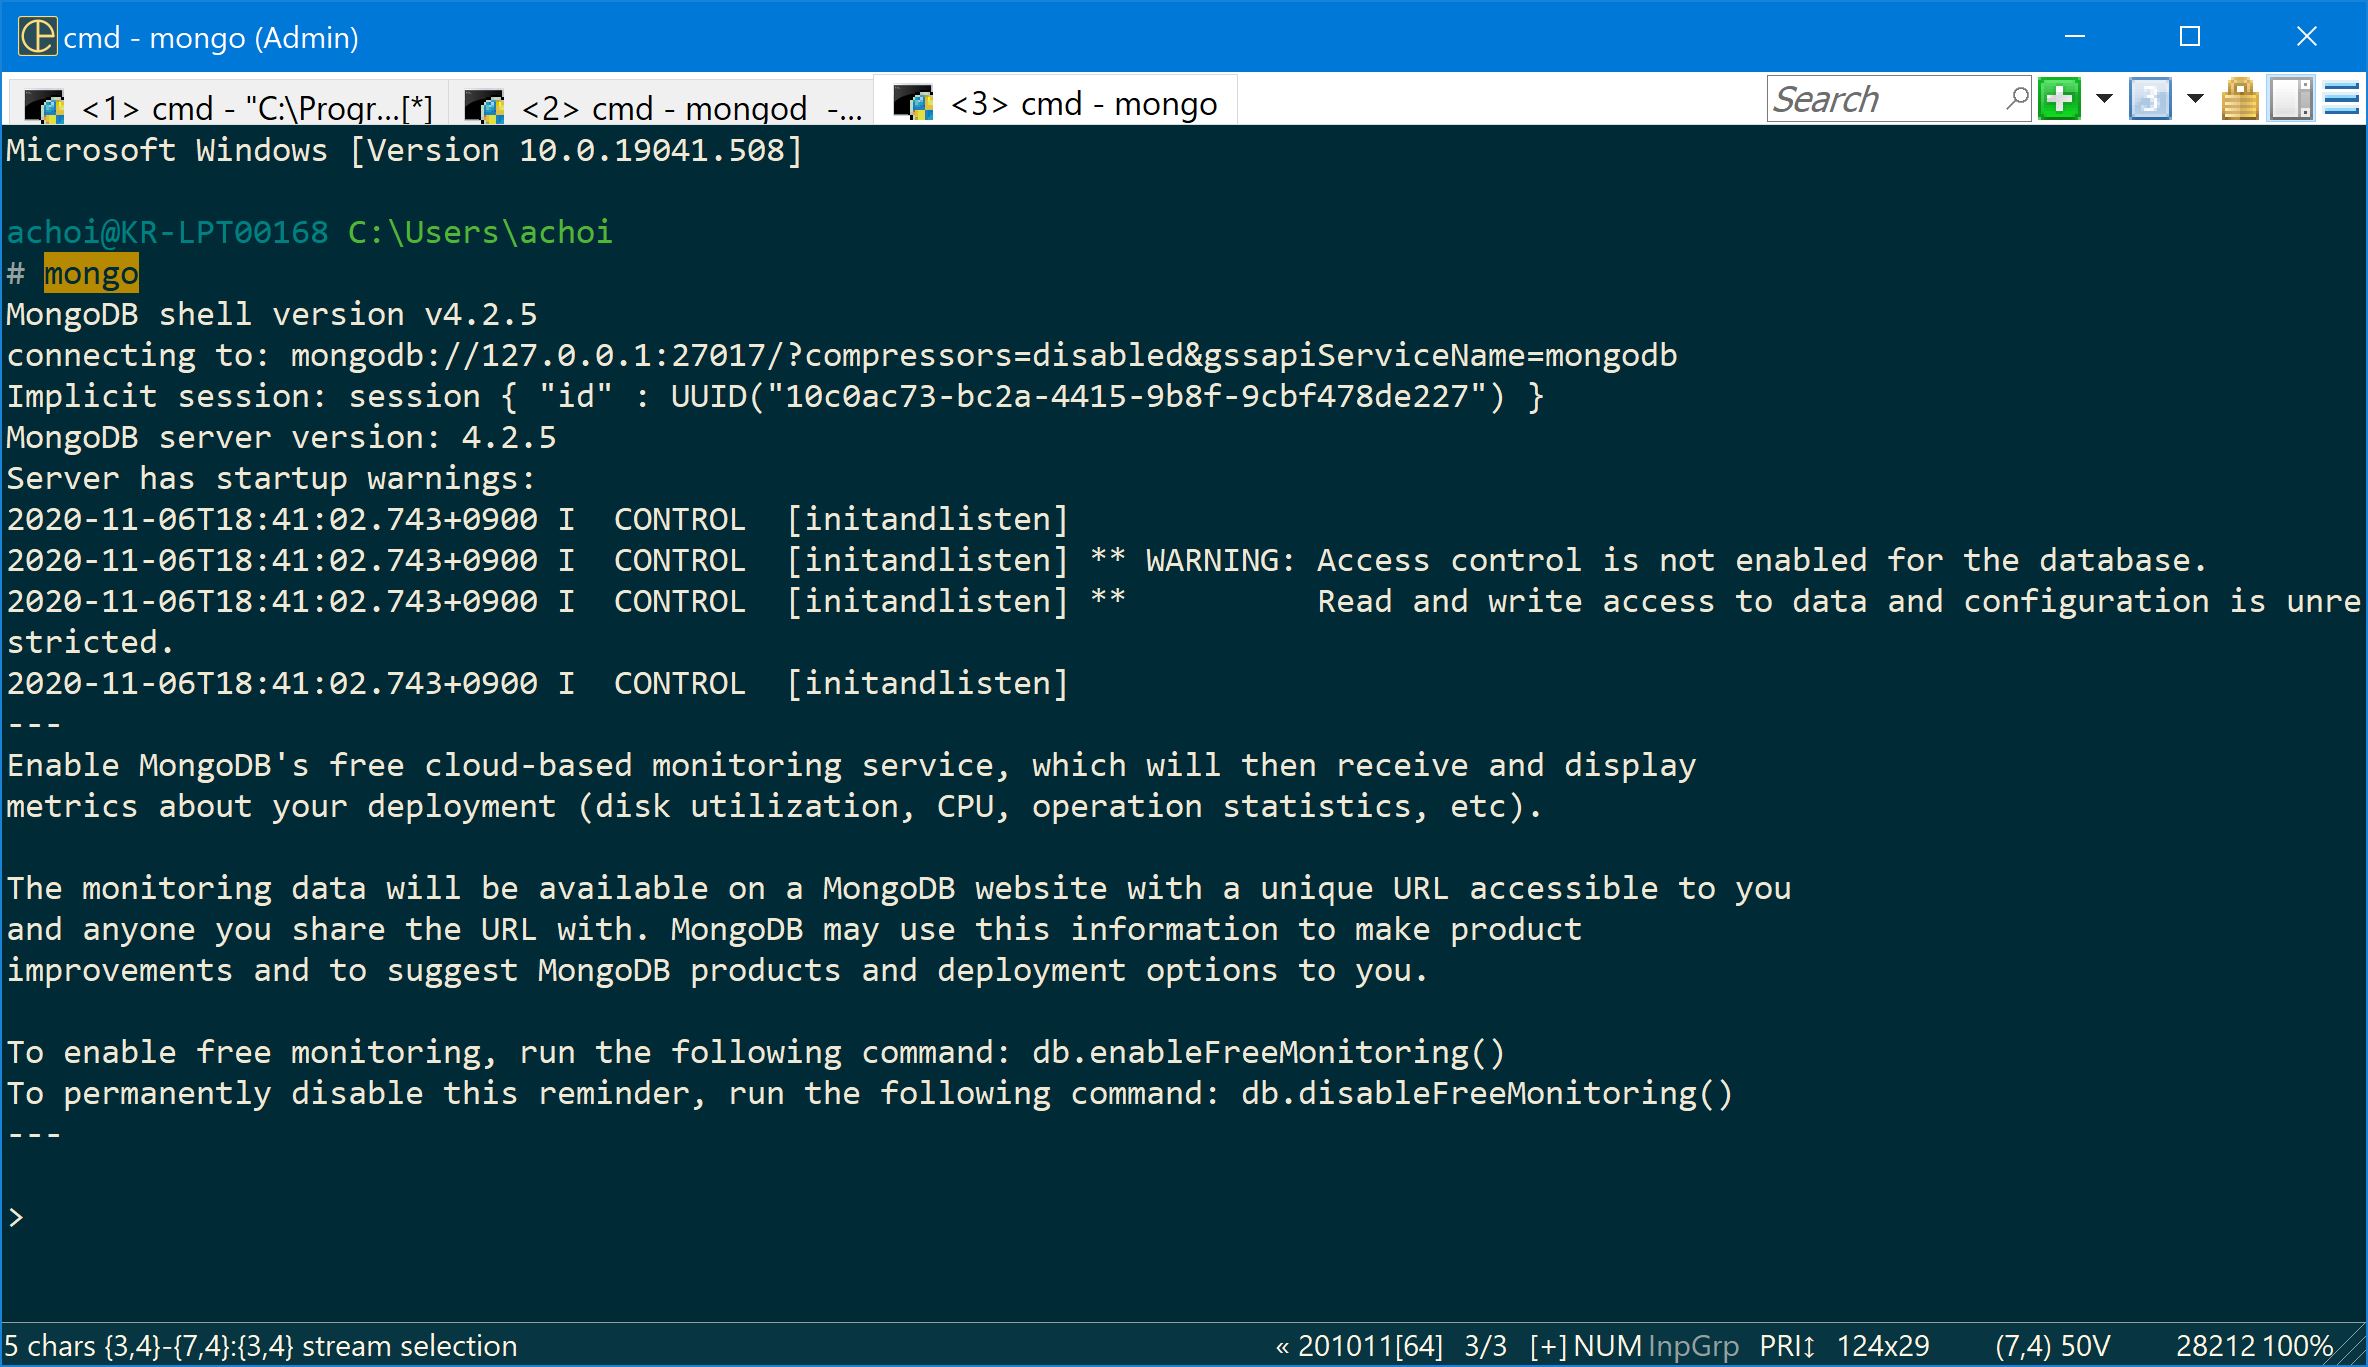 cmd - mongo (Admin)
<1> cmd - "C:\Progr...[*] <2> cmd - mongod -... <3> cmd - mongo Search 3
Microsoft Windows [Version 10.0.19041.508]
achoi@KR-LPT00168 C:\Users\achoi
# mongo
MongoDB shell version v4.2.5
connecting to: mongodb://127.0.0.1:27017/?compressors=disabled&gssapiServiceName=mongodb
Implicit session: session { "id" : UUID("10c0ac73-bc2a-4415-9b8f-9cbf478de227") }
MongoDB server version: 4.2.5
Server has startup warnings:
2020-11-06T18:41:02.743+0900 I  CONTROL  [initandlisten]
2020-11-06T18:41:02.743+0900 I  CONTROL  [initandlisten] ** WARNING: Access control is not enabled for the database.
2020-11-06T18:41:02.743+0900 I  CONTROL  [initandlisten] **          Read and write access to data and configuration is unre
stricted.
2020-11-06T18:41:02.743+0900 I  CONTROL  [initandlisten]
---
Enable MongoDB's free cloud-based monitoring service, which will then receive and display
metrics about your deployment (disk utilization, CPU, operation statistics, etc).
The monitoring data will be available on a MongoDB website with a unique URL accessible to you
and anyone you share the URL with. MongoDB may use this information to make product
improvements and to suggest MongoDB products and deployment options to you.
To enable free monitoring, run the following command: db.enableFreeMonitoring()
To permanently disable this reminder, run the following command: db.disableFreeMonitoring()
---
>
5 chars {3,4}-{7,4}:{3,4} stream selection « 201011[64] 3/3 [+] NUM InpGrp PRI↕ 124x29 (7,4) 50V 28212 100%